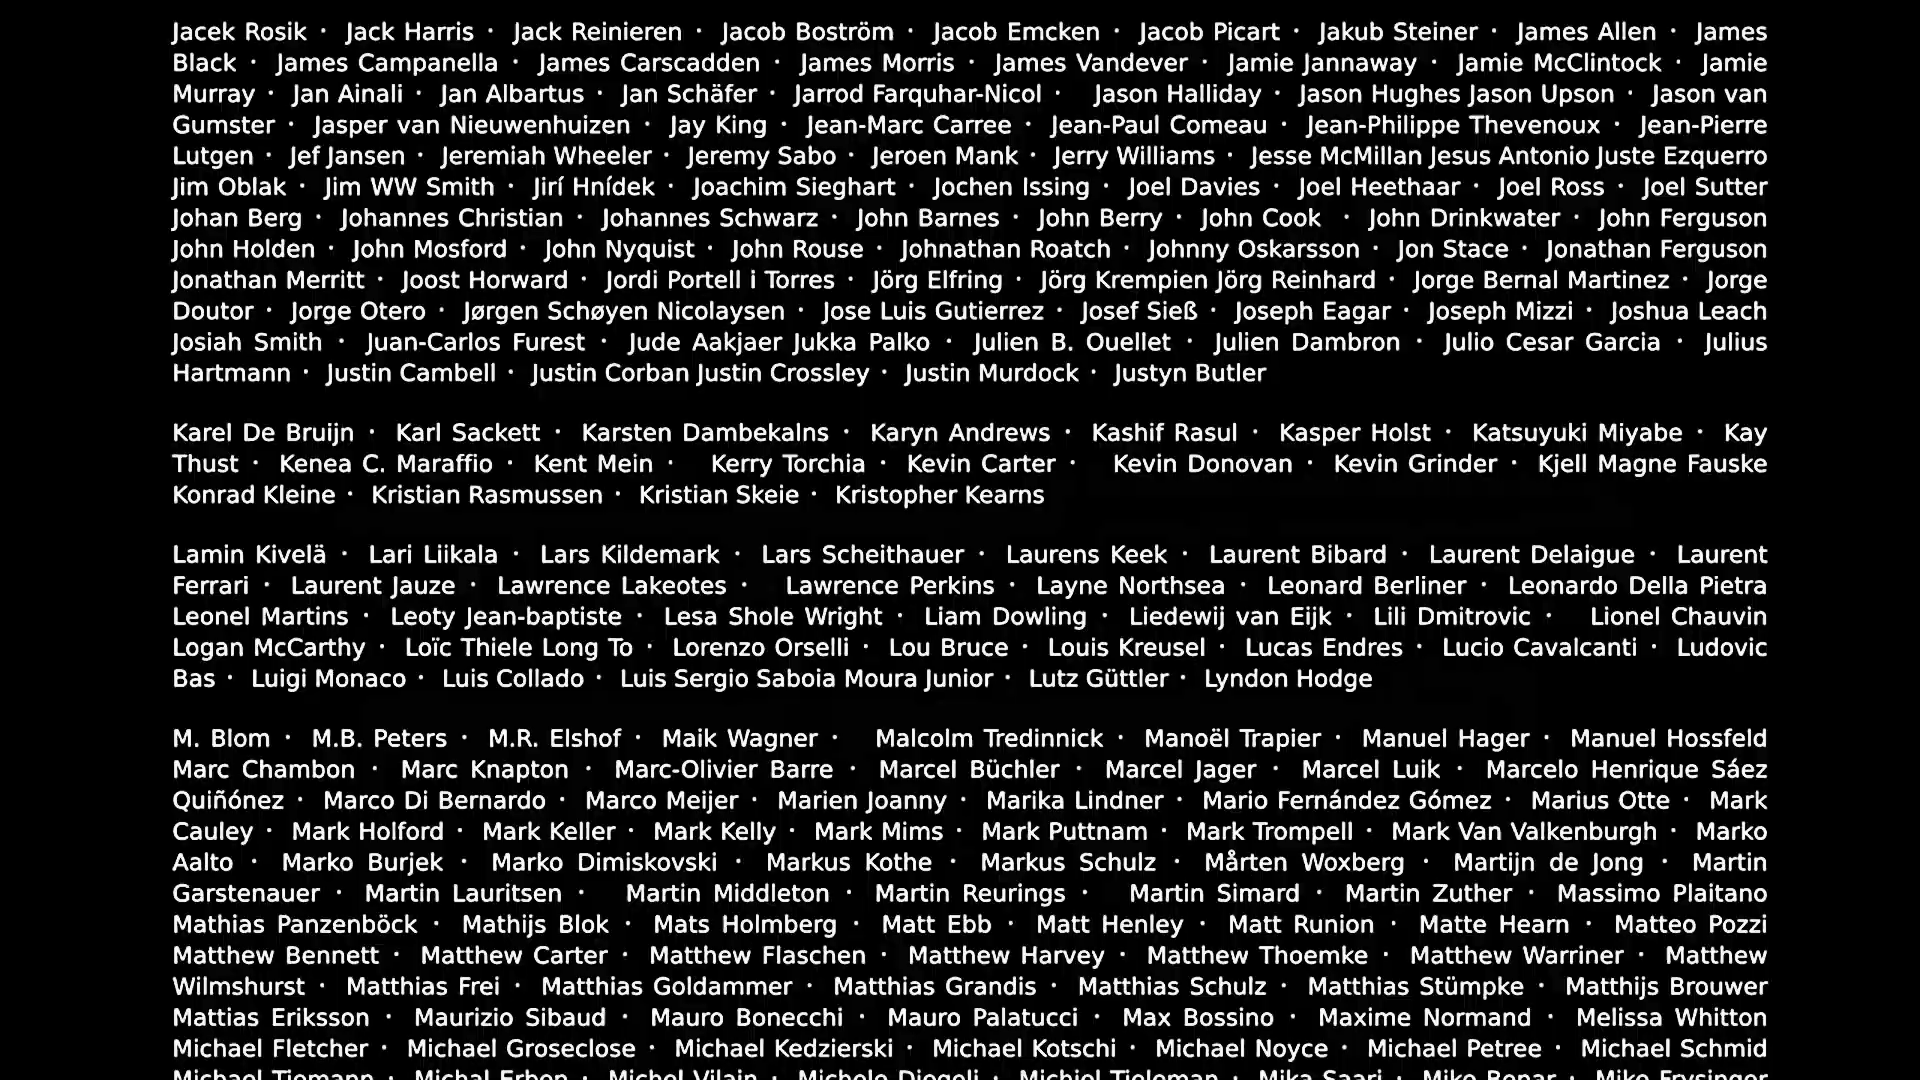 Jacek Rosik · Jack Harris · Jack Reinieren · Jacob Boström · Jacob Emcken · Jacob Picart · Jakub Steiner · James Allen · James
Black · James Campanella · James Carscadden · James Morris · James Vandever · Jamie Jannaway · Jamie McClintock · Jamie
Murray · Jan Ainali · Jan Albartus · Jan Schäfer · Jarrod Farquhar-Nicol · Jason Halliday · Jason Hughes Jason Upson · Jason van
Gumster · Jasper van Nieuwenhuizen · Jay King · Jean-Marc Carree · Jean-Paul Comeau · Jean-Philippe Thevenoux · Jean-Pierre
Lutgen · Jef Jansen · Jeremiah Wheeler · Jeremy Sabo · Jeroen Mank · Jerry Williams · Jesse McMillan Jesus Antonio Juste Ezquerro
Jim Oblak · Jim WW Smith · Jirí Hnídek · Joachim Sieghart · Jochen Issing · Joel Davies · Joel Heethaar · Joel Ross · Joel Sutter
Johan Berg · Johannes Christian · Johannes Schwarz · John Barnes · John Berry · John Cook · John Drinkwater · John Ferguson
John Holden · John Mosford · John Nyquist · John Rouse · Johnathan Roatch · Johnny Oskarsson · Jon Stace · Jonathan Ferguson
Jonathan Merritt · Joost Horward · Jordi Portell i Torres · Jörg Elfring · Jörg Krempien Jörg Reinhard · Jorge Bernal Martinez · Jorge
Doutor · Jorge Otero · Jørgen Schøyen Nicolaysen · Jose Luis Gutierrez · Josef Sieß · Joseph Eagar · Joseph Mizzi · Joshua Leach
Josiah Smith · Juan-Carlos Furest · Jude Aakjaer Jukka Palko · Julien B. Ouellet · Julien Dambron · Julio Cesar Garcia · Julius
Hartmann · Justin Cambell · Justin Corban Justin Crossley · Justin Murdock · Justyn Butler
Karel De Bruijn · Karl Sackett · Karsten Dambekalns · Karyn Andrews · Kashif Rasul · Kasper Holst · Katsuyuki Miyabe · Kay
Thust · Kenea C. Maraffio · Kent Mein · Kerry Torchia · Kevin Carter · Kevin Donovan · Kevin Grinder · Kjell Magne Fauske
Konrad Kleine · Kristian Rasmussen · Kristian Skeie · Kristopher Kearns
Lamin Kivelä · Lari Liikala · Lars Kildemark · Lars Scheithauer · Laurens Keek · Laurent Bibard · Laurent Delaigue · Laurent
Ferrari · Laurent Jauze · Lawrence Lakeotes · Lawrence Perkins · Layne Northsea · Leonard Berliner · Leonardo Della Pietra
Leonel Martins · Leoty Jean-baptiste · Lesa Shole Wright · Liam Dowling · Liedewij van Eijk · Lili Dmitrovic · Lionel Chauvin
Logan McCarthy · Loïc Thiele Long To · Lorenzo Orselli · Lou Bruce · Louis Kreusel · Lucas Endres · Lucio Cavalcanti · Ludovic
Bas · Luigi Monaco · Luis Collado · Luis Sergio Saboia Moura Junior · Lutz Güttler · Lyndon Hodge
M. Blom · M.B. Peters · M.R. Elshof · Maik Wagner · Malcolm Tredinnick · Manoël Trapier · Manuel Hager · Manuel Hossfeld
Marc Chambon · Marc Knapton · Marc-Olivier Barre · Marcel Büchler · Marcel Jager · Marcel Luik · Marcelo Henrique Sáez
Quiñónez · Marco Di Bernardo · Marco Meijer · Marien Joanny · Marika Lindner · Mario Fernández Gómez · Marius Otte · Mark
Cauley · Mark Holford · Mark Keller · Mark Kelly · Mark Mims · Mark Puttnam · Mark Trompell · Mark Van Valkenburgh · Marko
Aalto · Marko Burjek · Marko Dimiskovski · Markus Kothe · Markus Schulz · Mårten Woxberg · Martijn de Jong · Martin
Garstenauer · Martin Lauritsen · Martin Middleton · Martin Reurings · Martin Simard · Martin Zuther · Massimo Plaitano
Mathias Panzenböck · Mathijs Blok · Mats Holmberg · Matt Ebb · Matt Henley · Matt Runion · Matte Hearn · Matteo Pozzi
Matthew Bennett · Matthew Carter · Matthew Flaschen · Matthew Harvey · Matthew Thoemke · Matthew Warriner · Matthew
Wilmshurst · Matthias Frei · Matthias Goldammer · Matthias Grandis · Matthias Schulz · Matthias Stümpke · Matthijs Brouwer
Mattias Eriksson · Maurizio Sibaud · Mauro Bonecchi · Mauro Palatucci · Max Bossino · Maxime Normand · Melissa Whitton
Michael Fletcher · Michael Groseclose · Michael Kedzierski · Michael Kotschi · Michael Noyce · Michael Petree · Michael Schmid
Michael Tiemann · Michal Erben · Michel Vilain · Michele Diegoli